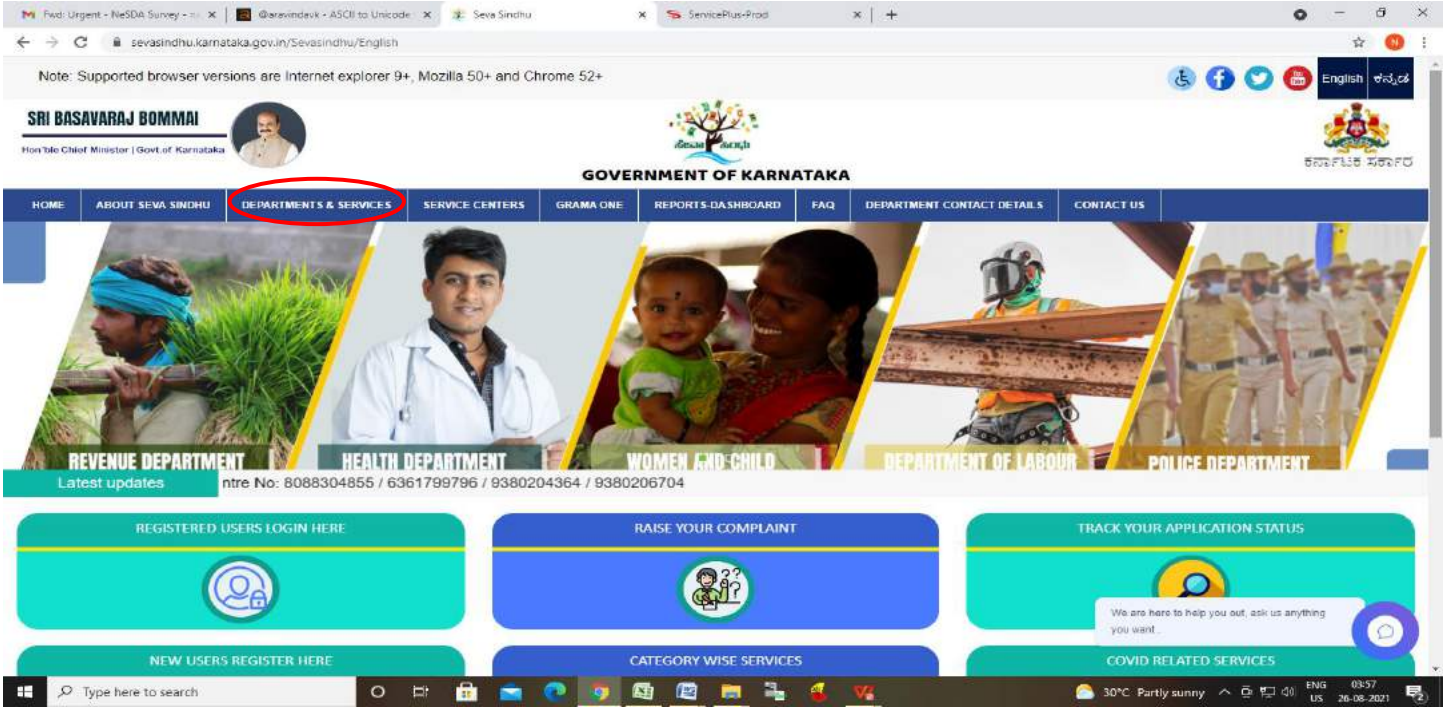 Fwd: Urgent - NeSDA Survey - n
@aravindavk - ASCII to Unicode
Seva Sindhu
ServicePlus-Prod
sevasindhu.karnataka.gov.in/Sevasindhu/English
Note: Supported browser versions are Internet explorer 9+, Mozilla 50+ and Chrome 52+
English ಕನ್ನಡ
SRI BASAVARAJ BOMMAI
Hon'ble Chief Minister | Govt.of Karnataka
ಸೇವಾ ಸಿಂಧು
GOVERNMENT OF KARNATAKA
ಕರ್ನಾಟಕ ಸರ್ಕಾರ
HOME ABOUT SEVA SINDHU DEPARTMENTS & SERVICES SERVICE CENTERS GRAMA ONE REPORTS-DASHBOARD FAQ DEPARTMENT CONTACT DETAILS CONTACT US
REVENUE DEPARTMENT HEALTH DEPARTMENT WOMEN AND CHILD DEPARTMENT OF LABOUR POLICE DEPARTMENT
Latest updates ntre No: 8088304855 / 6361799796 / 9380204364 / 9380206704
REGISTERED USERS LOGIN HERE RAISE YOUR COMPLAINT TRACK YOUR APPLICATION STATUS
We are here to help you out, ask us anything
you want .
NEW USERS REGISTER HERE CATEGORY WISE SERVICES COVID RELATED SERVICES
Type here to search
30°C Partly sunny
ENG
US
03:57
26-08-2021